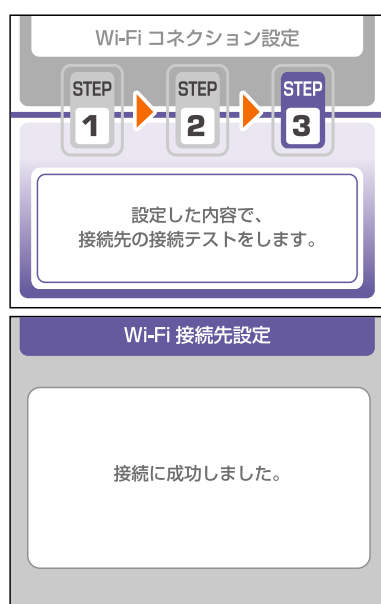 Wi-Fi コネクション設定
STEP 1
STEP 2
STEP 3
設定した内容で、
接続先の接続テストをします。
Wi-Fi 接続先設定
接続に成功しました。